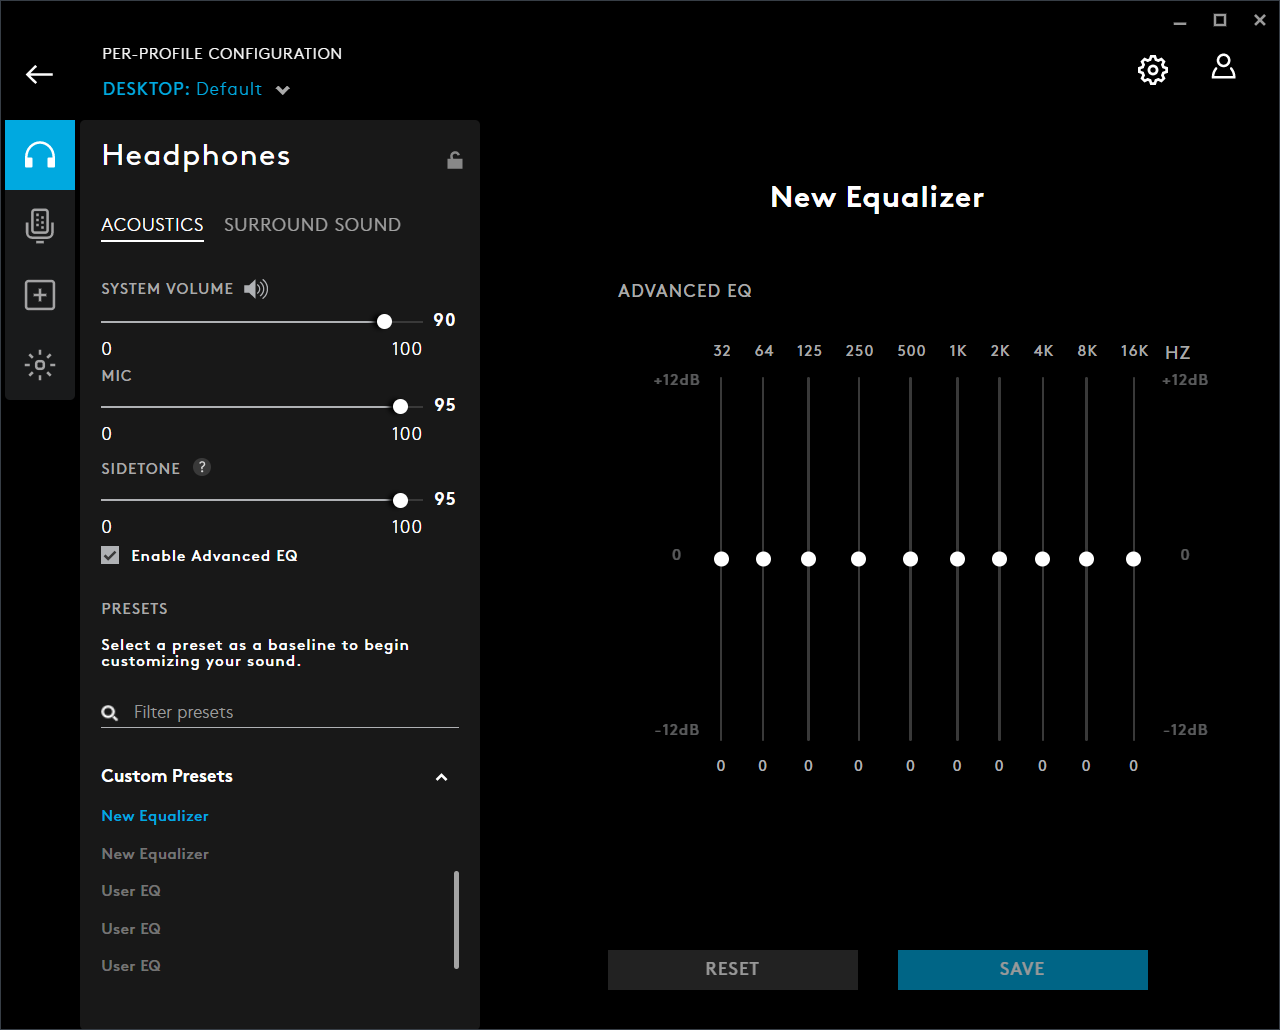 PER-PROFILE CONFIGURATION
DESKTOP: Default
Headphones
ACOUSTICS SURROUND SOUND
SYSTEM VOLUME
90
0 100
MIC
95
0 100
SIDETONE ?
95
0 100
Enable Advanced EQ
PRESETS
Select a preset as a baseline to begin
customizing your sound.
Filter presets
Custom Presets
New Equalizer
New Equalizer
User EQ
User EQ
User EQ
New Equalizer
ADVANCED EQ
32 64 125 250 500 1K 2K 4K 8K 16K HZ
+12dB +12dB
0 0
-12dB -12dB
0 0 0 0 0 0 0 0 0 0
RESET SAVE